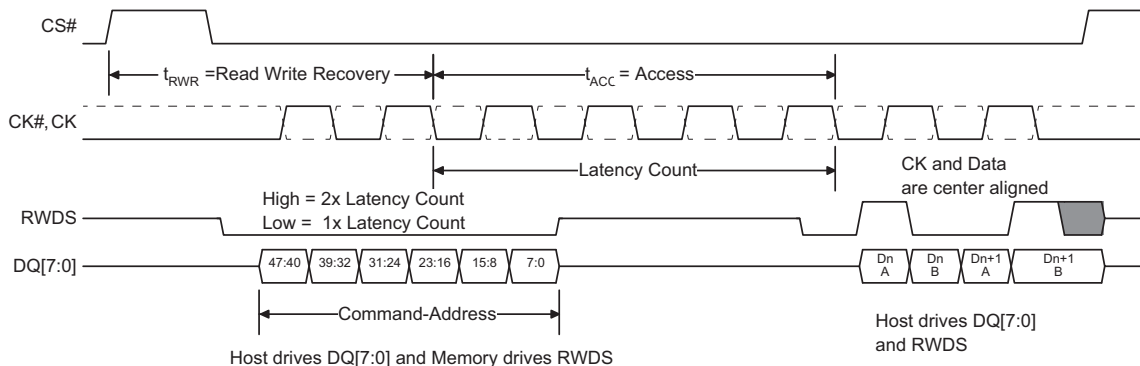 CS#
tRWR =Read Write Recovery
tACC = Access
CK#, CK
Latency Count
CK and Data
are center aligned
High = 2x Latency Count
Low = 1x Latency Count
RWDS
DQ[7:0]
47:40 39:32 31:24 23:16 15:8 7:0
Dn A
Dn B
Dn+1 A
Dn+1 B
Command-Address
Host drives DQ[7:0]
and RWDS
Host drives DQ[7:0] and Memory drives RWDS